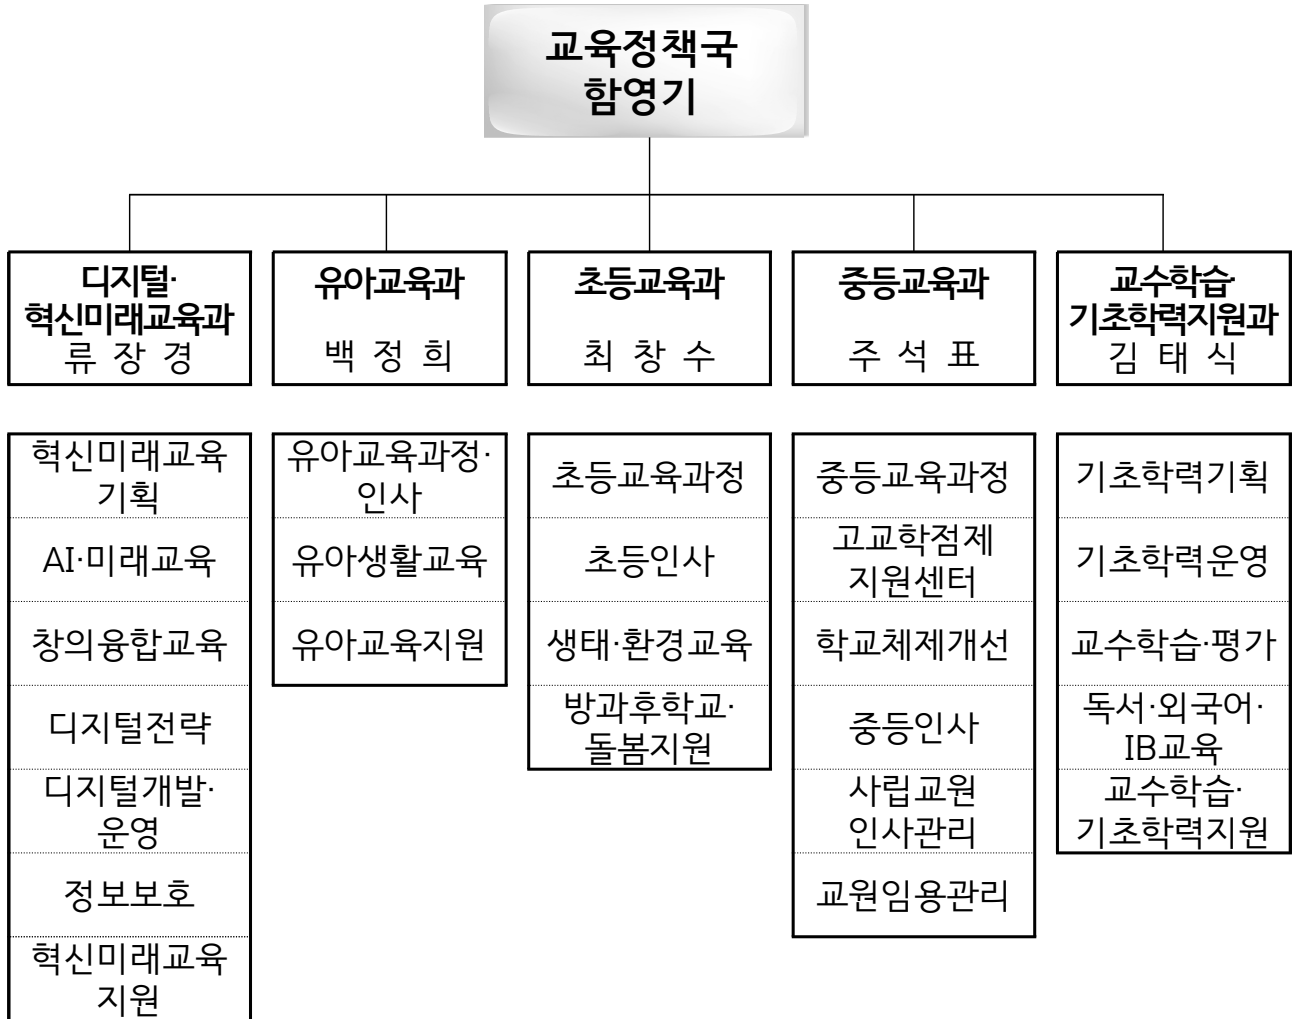 교육정책국
함영기
디지털·
혁신미래교육과
류 장 경
유아교육과
백 정 희
초등교육과
최 창 수
중등교육과
주 석 표
교수학습·
기초학력지원과
김 태 식
혁신미래교육
기획
AI·미래교육
창의융합교육
디지털전략
디지털개발·
운영
정보보호
혁신미래교육
지원
유아교육과정·
인사
유아생활교육
유아교육지원
초등교육과정
초등인사
생태·환경교육
방과후학교·
돌봄지원
중등교육과정
고교학점제
지원센터
학교체제개선
중등인사
사립교원
인사관리
교원임용관리
기초학력기획
기초학력운영
교수학습·평가
독서·외국어·
IB교육
교수학습·
기초학력지원